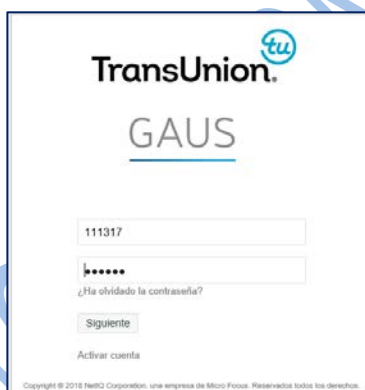 tu
TransUnion.
GAUS
111317
••••••
¿Ha olvidado la contraseña?
Siguiente
Activar cuenta
Copyright © 2018 NetIQ Corporation, una empresa de Micro Focus. Reservados todos los derechos.